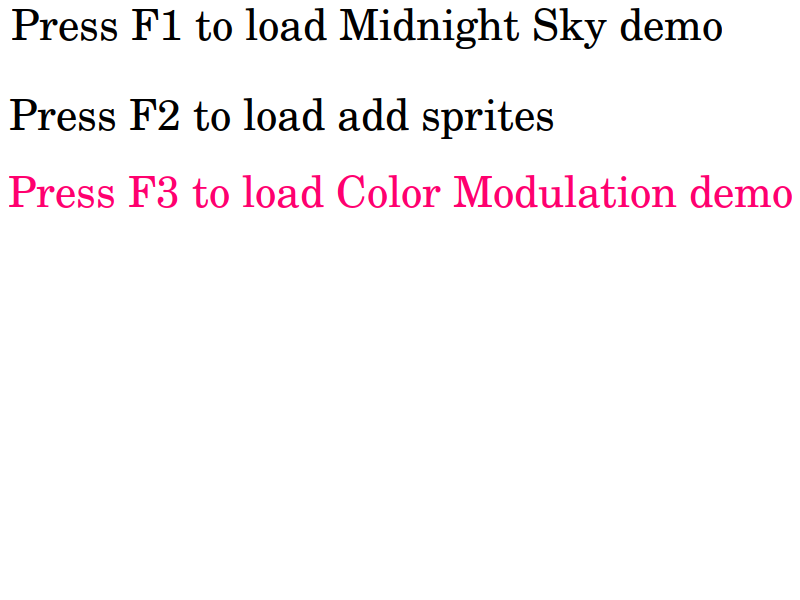 Press F1 to load Midnight Sky demo
Press F2 to load add sprites
Press F3 to load Color Modulation demo